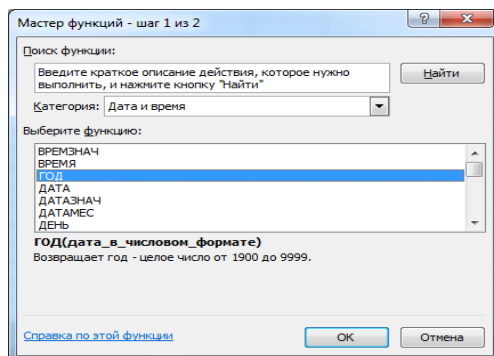 Мастер функций - шаг 1 из 2
Поиск функции:
Введите краткое описание действия, которое нужно
выполнить, и нажмите кнопку "Найти"
Найти
Категория: Дата и время
Выберите функцию:
ВРЕМЗНАЧ
ВРЕМЯ
ГОД
ДАТА
ДАТАЗНАЧ
ДАТАМЕС
ДЕНЬ
ГОД(дата_в_числовом_формате)
Возвращает год - целое число от 1900 до 9999.
Справка по этой функции
ОК
Отмена